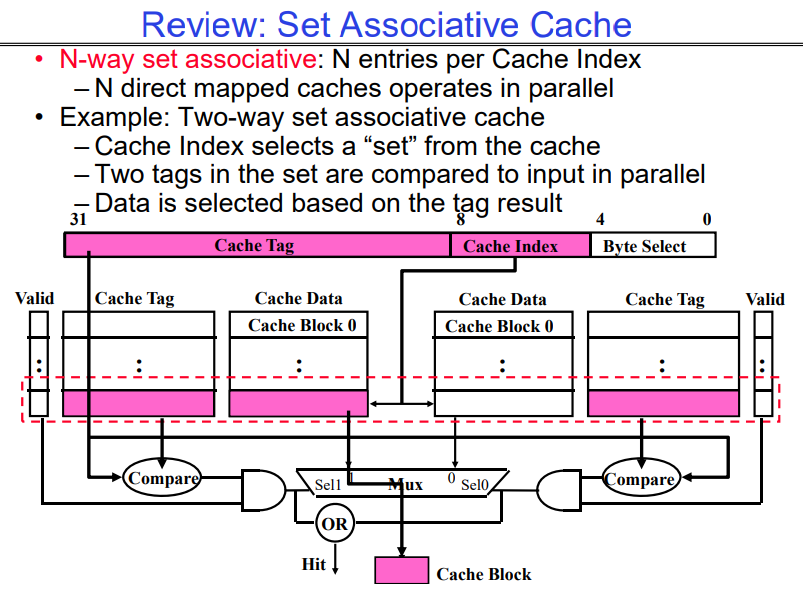 Review: Set Associative Cache
• N-way set associative: N entries per Cache Index
– N direct mapped caches operates in parallel
• Example: Two-way set associative cache
– Cache Index selects a “set” from the cache
– Two tags in the set are compared to input in parallel
– Data is selected based on the tag result
31 8 4 0
Cache Tag Cache Index Byte Select
Valid Cache Tag Cache Data Cache Data Cache Tag Valid
Cache Block 0 Cache Block 0
: : : : : :
Compare Sel1 1 Mux 0 Sel0 Compare
OR
Hit
Cache Block